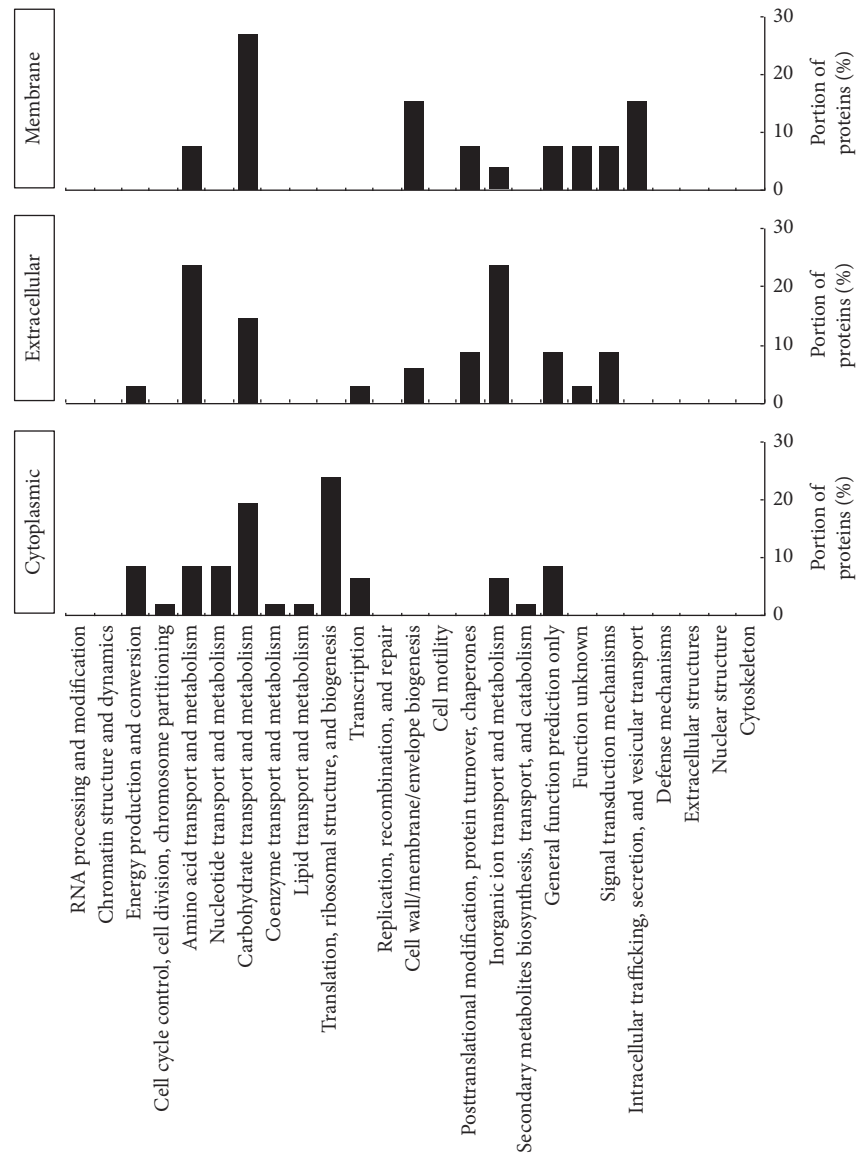 Membrane
30
20
10
0
Portion of
proteins (%)
Extracellular
30
20
10
0
Portion of
proteins (%)
Cytoplasmic
30
20
10
0
Portion of
proteins (%)
RNA processing and modification
Chromatin structure and dynamics
Energy production and conversion
Cell cycle control, cell division, chromosome partitioning
Amino acid transport and metabolism
Nucleotide transport and metabolism
Carbohydrate transport and metabolism
Coenzyme transport and metabolism
Lipid transport and metabolism
Translation, ribosomal structure, and biogenesis
Transcription
Replication, recombination, and repair
Cell wall/membrane/envelope biogenesis
Cell motility
Posttranslational modification, protein turnover, chaperones
Inorganic ion transport and metabolism
Secondary metabolites biosynthesis, transport, and catabolism
General function prediction only
Function unknown
Signal transduction mechanisms
Intracellular trafficking, secretion, and vesicular transport
Defense mechanisms
Extracellular structures
Nuclear structure
Cytoskeleton